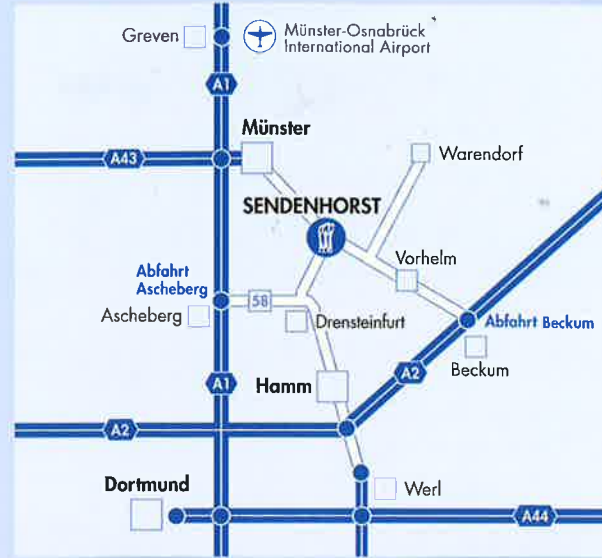 Greven
Münster-Osnabrück
International Airport
A1
Münster
A43
Warendorf
SENDENHORST
Vorhelm
Abfahrt
Ascheberg
58
Ascheberg
Drensteinfurt
Abfahrt Beckum
Beckum
A1
Hamm
A2
A2
Dortmund
Werl
A44